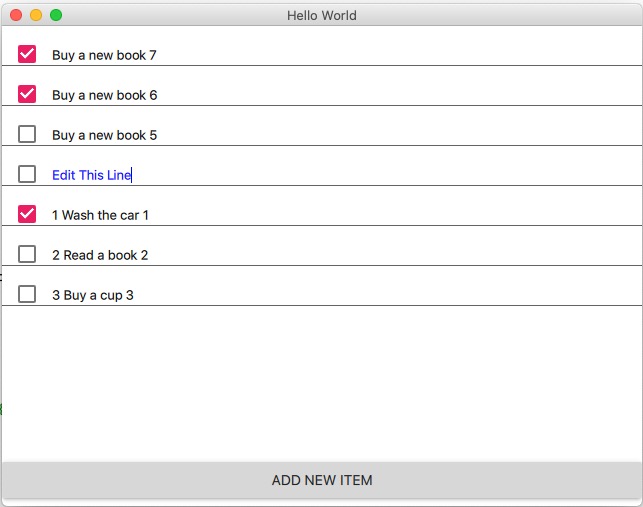 Hello World
Buy a new book 7
Buy a new book 6
Buy a new book 5
Edit This Line
1 Wash the car 1
2 Read a book 2
3 Buy a cup 3
ADD NEW ITEM